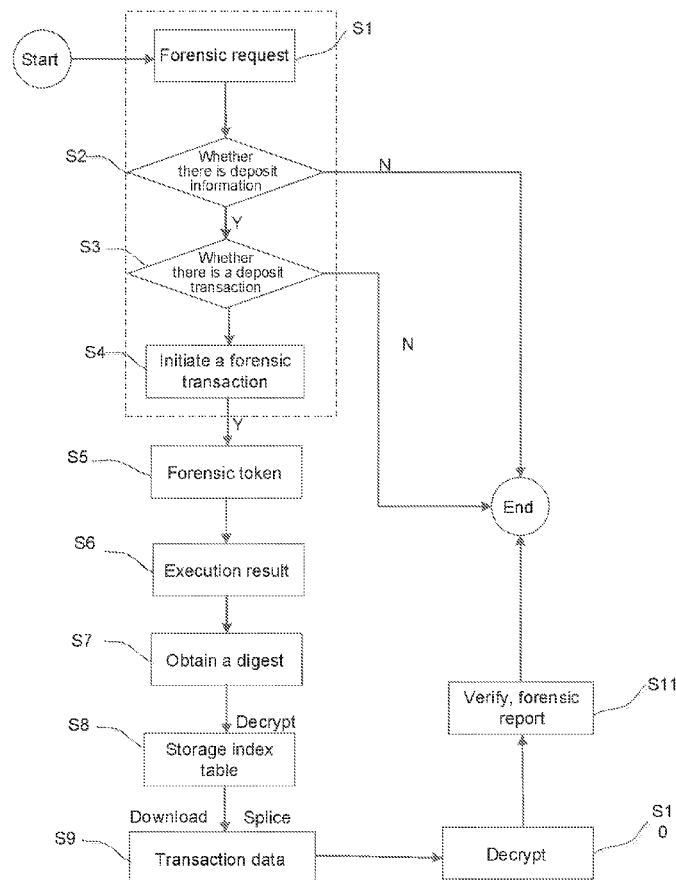 Start
Forensic request
S1
S2
Whether
there is deposit
information
N
Y
S3
Whether
there is a deposit
transaction
N
S4
Initiate a forensic
transaction
Y
S5
Forensic token
End
S6
Execution result
S7
Obtain a digest
Decrypt
S8
Storage index
table
Verify, forensic
report
S11
Download
Splice
S9
Transaction data
Decrypt
S1
0